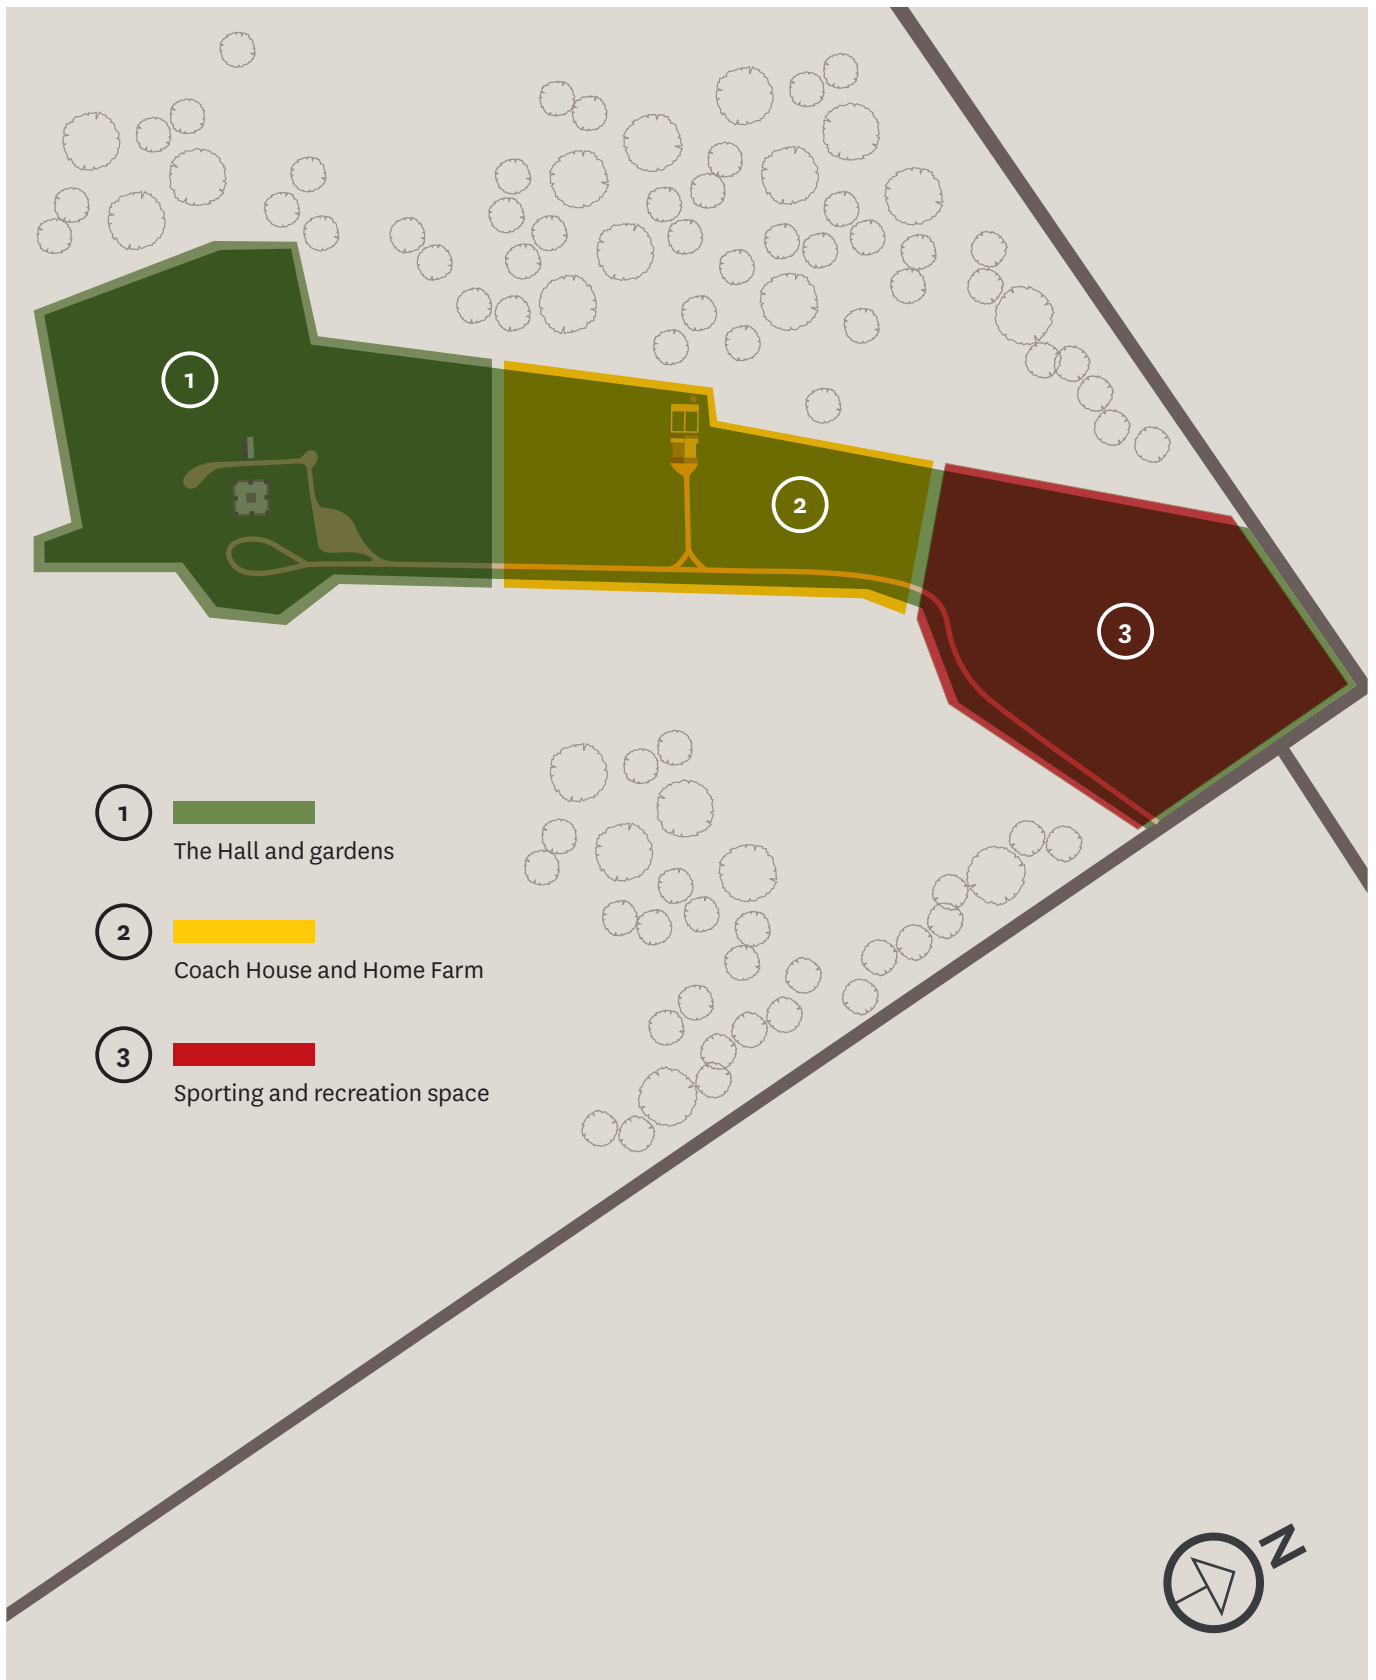 1
2
3
1
The Hall and gardens
2
Coach House and Home Farm
3
Sporting and recreation space
N